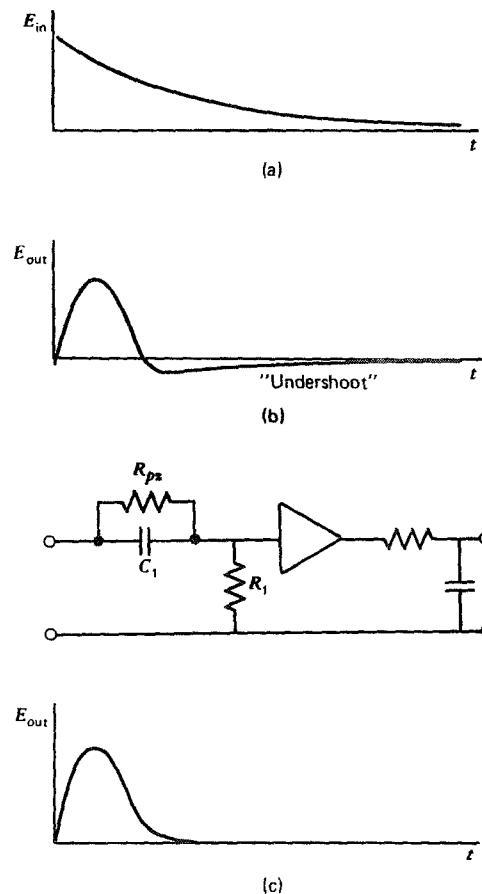 E_in
t
(a)
E_out
"Undershoot"
t
(b)
R_pz
C_1
R_1
E_out
t
(c)